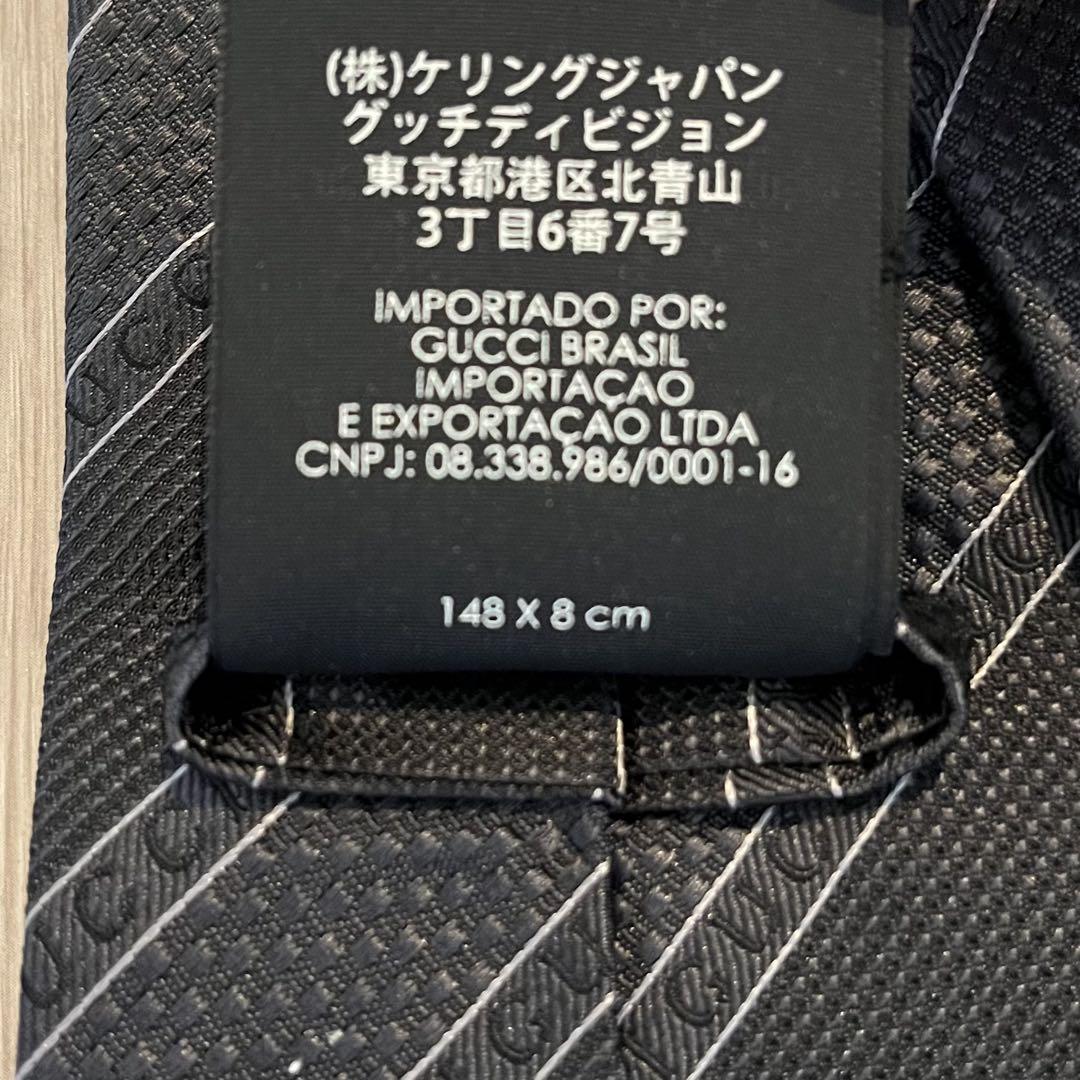 (株)ケリングジャパン
グッチディビジョン
東京都港区北青山
3丁目6番7号
IMPORTADO POR:
GUCCI BRASIL
IMPORTAÇAO
E EXPORTAÇAO LTDA
CNPJ: 08.338.986/0001-16
148 X 8 cm